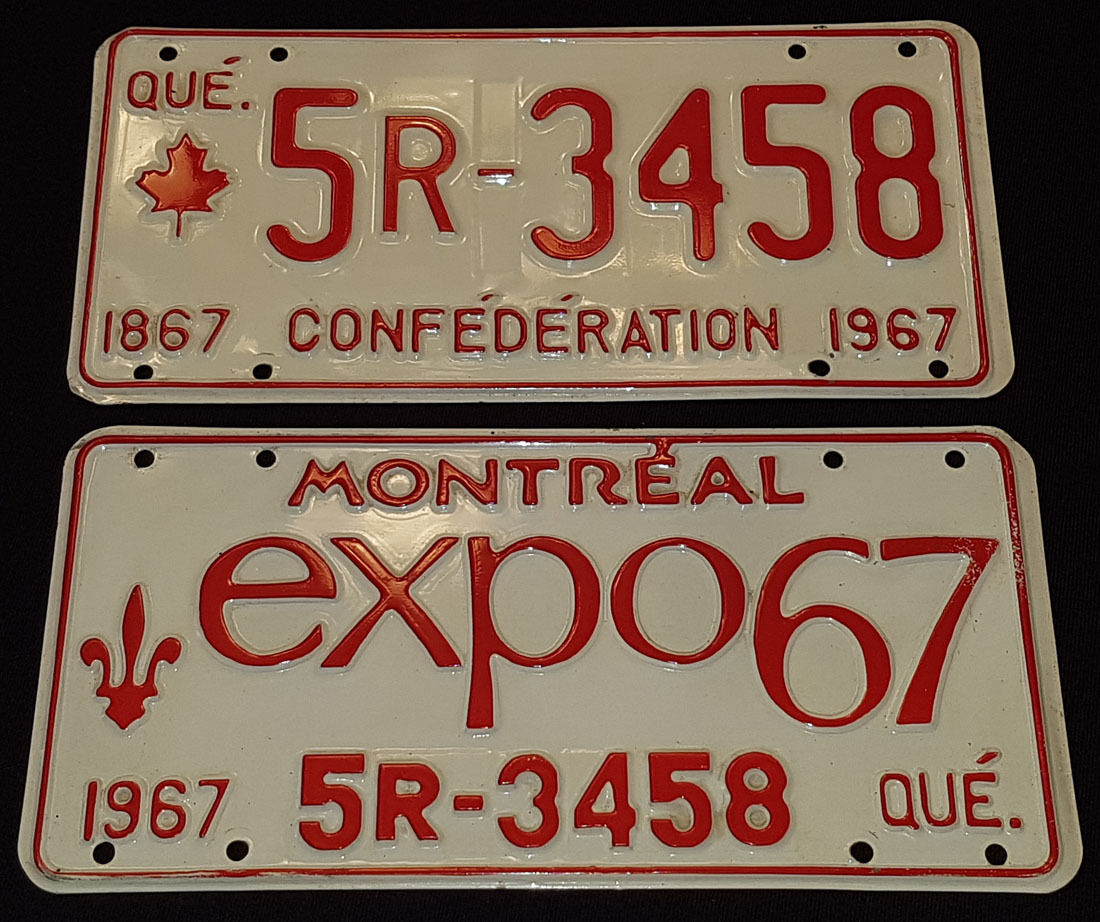 QUÉ.
5R-3458
1867 CONFÉDÉRATION 1967
MONTRÉAL
expo67
1967 5R-3458 QUÉ.